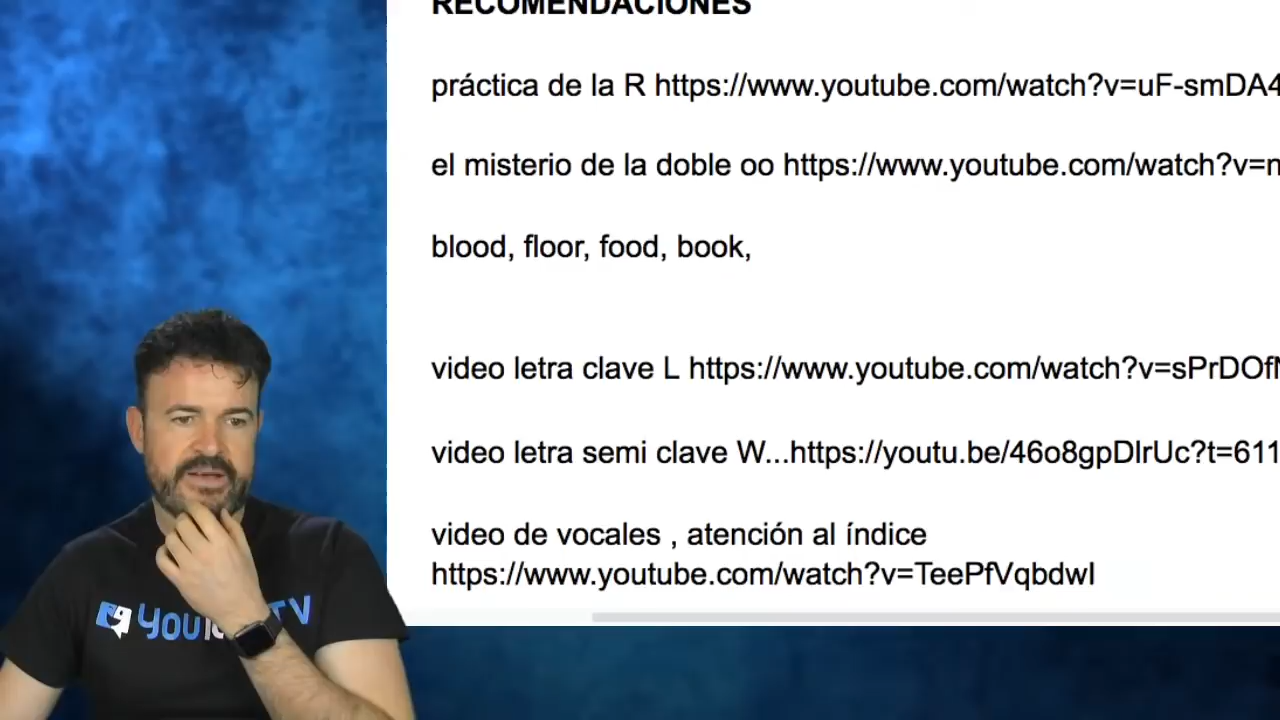 RECOMENDACIONES
práctica de la R https://www.youtube.com/watch?v=uF-smDA4
el misterio de la doble oo https://www.youtube.com/watch?v=
blood, floor, food, book,
video letra clave L https://www.youtube.com/watch?v=sPrDOf
video letra semi clave W...https://youtu.be/46o8gpDlrUc?t=611
video de vocales , atención al índice
https://www.youtube.com/watch?v=TeePfVqbdwI
TV